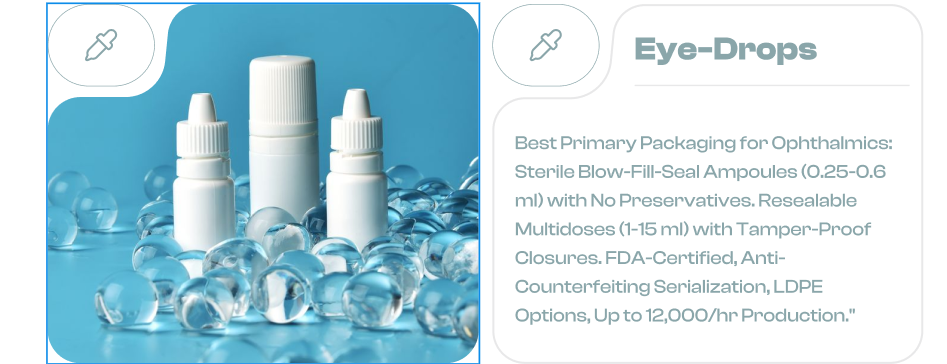 Eye-Drops
Best Primary Packaging for Ophthalmics:
Sterile Blow-Fill-Seal Ampoules (0.25-0.6
ml) with No Preservatives. Resealable
Multidoses (1-15 ml) with Tamper-Proof
Closures. FDA-Certified, Anti-
Counterfeiting Serialization, LDPE
Options, Up to 12,000/hr Production."